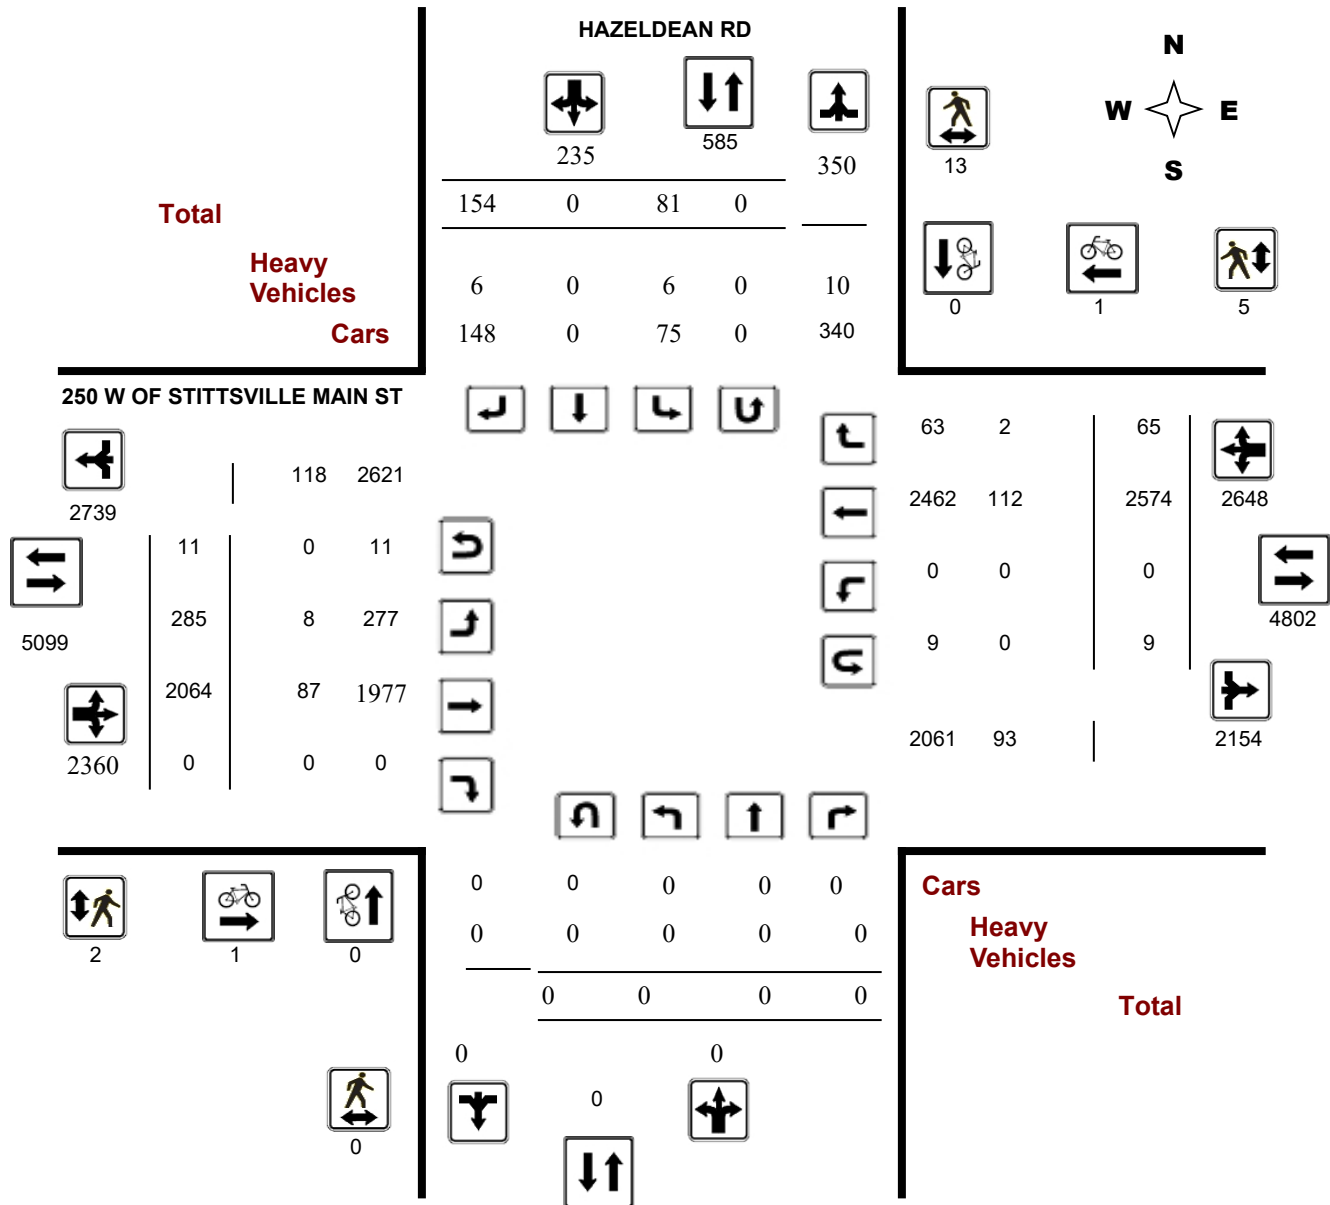 HAZELDEAN RD
N
W E
S
235
585
350
13
Total
154 0 81 0
Heavy
Vehicles
6 0 6 0 10
Cars
148 0 75 0 340
0 1 5
250 W OF STITTSVILLE MAIN ST
2739
118 2621
11 0 11
5099
285 8 277
2064 87 1977
2360
0 0 0
63 2 65
2462 112 2574 2648
0 0 0
4802
9 0 9
2061 93 2154
2 1 0
0
0 0 0 0 0
Cars
0 0 0 0 0
Heavy
Vehicles
0 0 0 0
Total
0 0
0